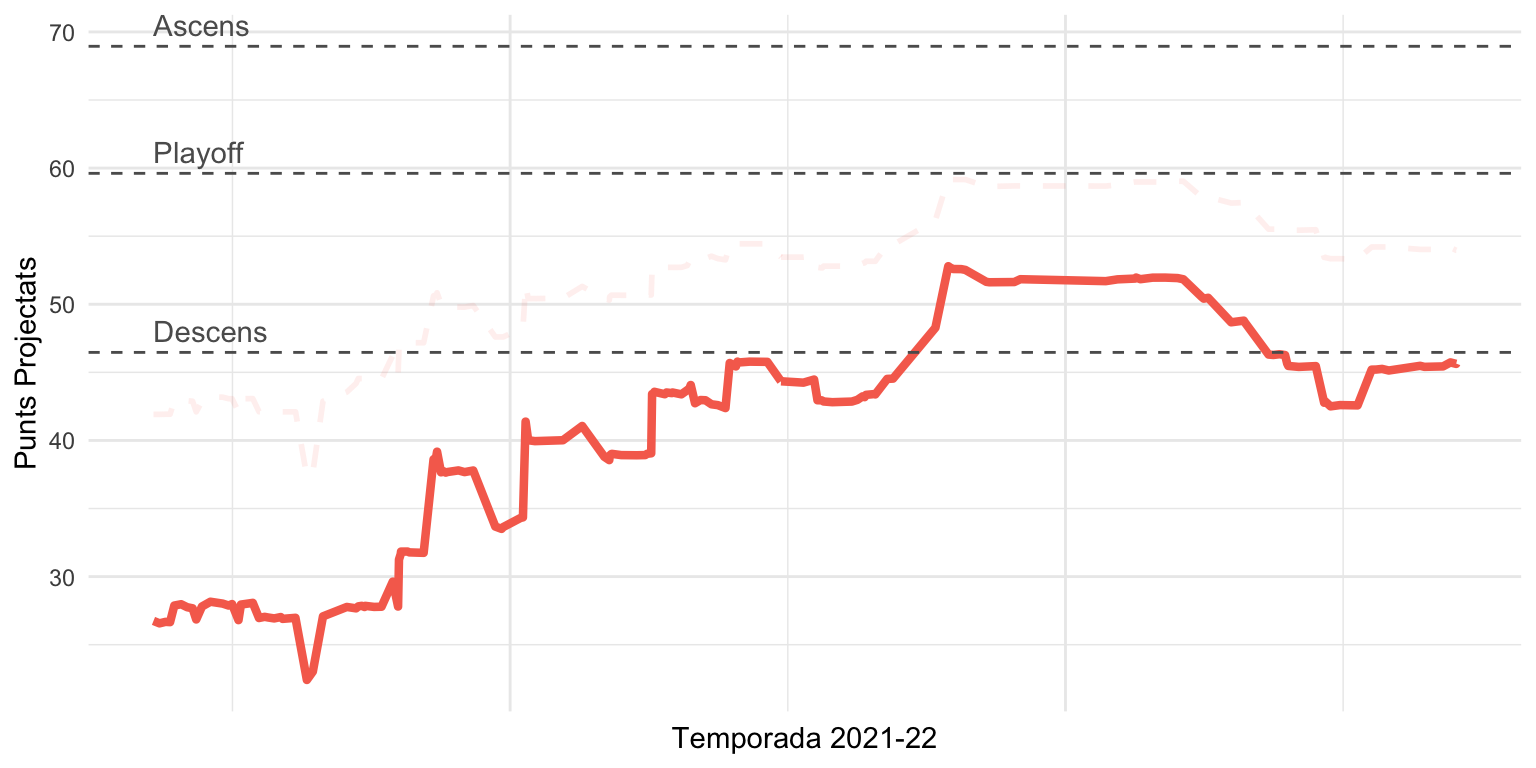 Ascens
70
Playoff
60
50
Descens
40
30
Punts Projectats
Temporada 2021-22